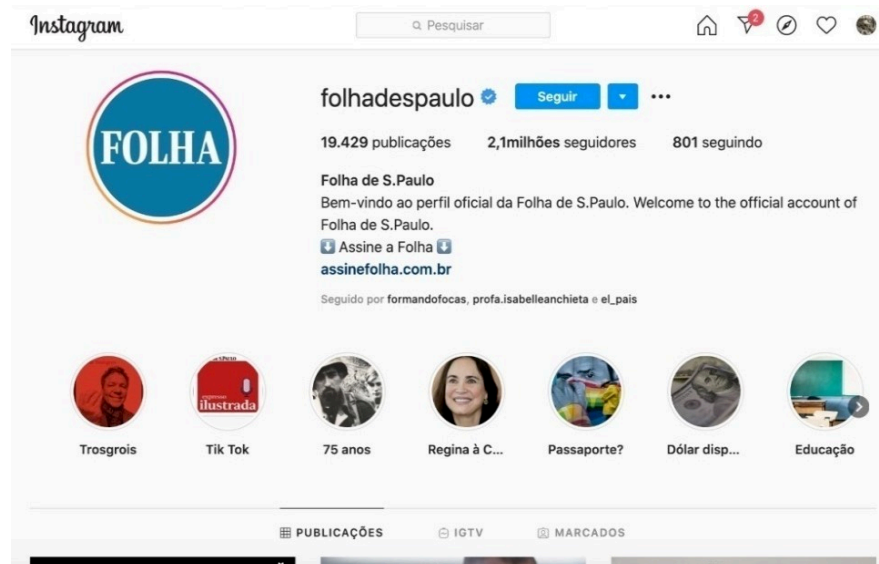 Instagram
Pesquisar
2
folhadespaulo
Seguir
FOLHA
19.429 publicações 2,1milhões seguidores 801 seguindo
Folha de S.Paulo
Bem-vindo ao perfil oficial da Folha de S.Paulo. Welcome to the official account of
Folha de S.Paulo.
Assine a Folha
assinefolha.com.br
Seguido por formandofocas, profa.isabelleanchieta e el_pais
ilustrada
Trosgrois Tik Tok 75 anos Regina à C... Passaporte? Dólar disp... Educação
PUBLICAÇÕES IGTV MARCADOS